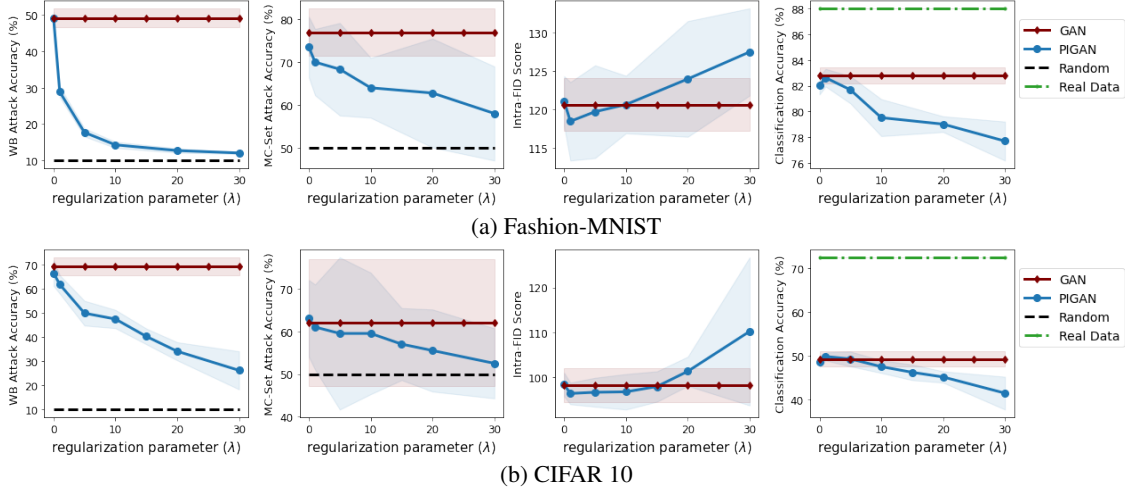 WB Attack Accuracy (%)
50
40
30
20
10
0 10 20 30
regularization parameter (λ)
MC-Set Attack Accuracy (%)
80
70
60
50
0 10 20 30
regularization parameter (λ)
Intra-FID Score
130
125
120
115
0 10 20 30
regularization parameter (λ)
Classification Accuracy (%)
88
86
84
82
80
78
76
0 10 20 30
regularization parameter (λ)
GAN
PIGAN
Random
Real Data
(a) Fashion-MNIST
WB Attack Accuracy (%)
70
60
50
40
30
20
10
0 10 20 30
regularization parameter (λ)
MC-Set Attack Accuracy (%)
80
70
60
50
40
0 10 20 30
regularization parameter (λ)
Intra-FID Score
120
110
100
0 10 20 30
regularization parameter (λ)
Classification Accuracy (%)
70
60
50
40
0 10 20 30
regularization parameter (λ)
GAN
PIGAN
Random
Real Data
(b) CIFAR 10